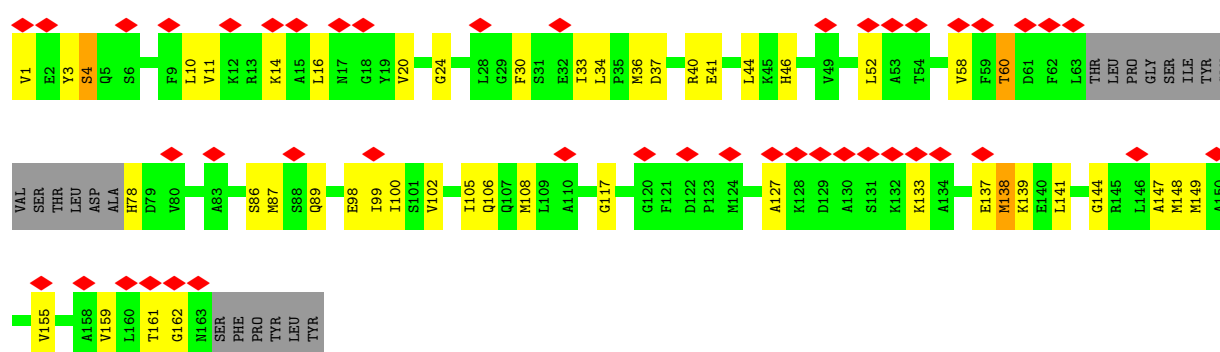 V1 E2 Y3 S4 Q5 S6 F9 L10 V11 K12 R13 K14 A15 L16 N17 G18 Y19 V20 G24 L28 G29 F30 S31 E32 I33 L34 P35 M36 D37 R40 E41 L44 K45 H46 V49 L52 A53 T54 V58 F59 T60 D61 F62 L63 THR LEU PRO GLY SER ILE TYR
VAL SER THR LEU ASP ALA H78 D79 V80 A83 S86 M87 S88 Q89 E98 I99 I100 S101 V102 I105 Q106 Q107 M108 L109 A110 G117 G120 F121 D122 P123 M124 A127 K128 D129 A130 S131 K132 K133 A134 E137 M138 K139 E140 L141 G144 R145 L146 A147 M148 M149 A150
V155 A158 V159 L160 T161 G162 N163 SER PHE PRO TYR LEU TYR